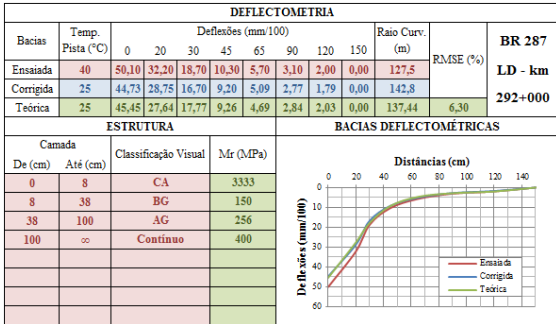 DEFLECTOMETRIA
Bacias Temp. Pista (°C) Deflexões (mm/100) Raio Curv. (m) RMSE (%) BR 287
0 20 30 45 65 90 120 150
LD - km
292+000
Ensaiada 40 50,10 32,20 18,70 10,30 5,70 3,10 2,00 0,00 127,5
Corrigida 25 44,73 28,75 16,70 9,20 5,09 2,77 1,79 0,00 142,8
Teórica 25 45,45 27,64 17,77 9,26 4,69 2,84 2,03 0,00 137,44 6,30
ESTRUTURA
Camada Classificação Visual Mr (MPa)
De (cm) Até (cm)
0 8 CA 3333
8 38 BG 150
38 100 AG 256
100 ∞ Contínuo 400
BACIAS DEFLECTOMÉTRICAS
Distâncias (cm)
0 20 40 60 80 100 120 140
Deflexões (mm/100)
0
10
20
30
40
50
60
Ensaiada
Corrigida
Teórica